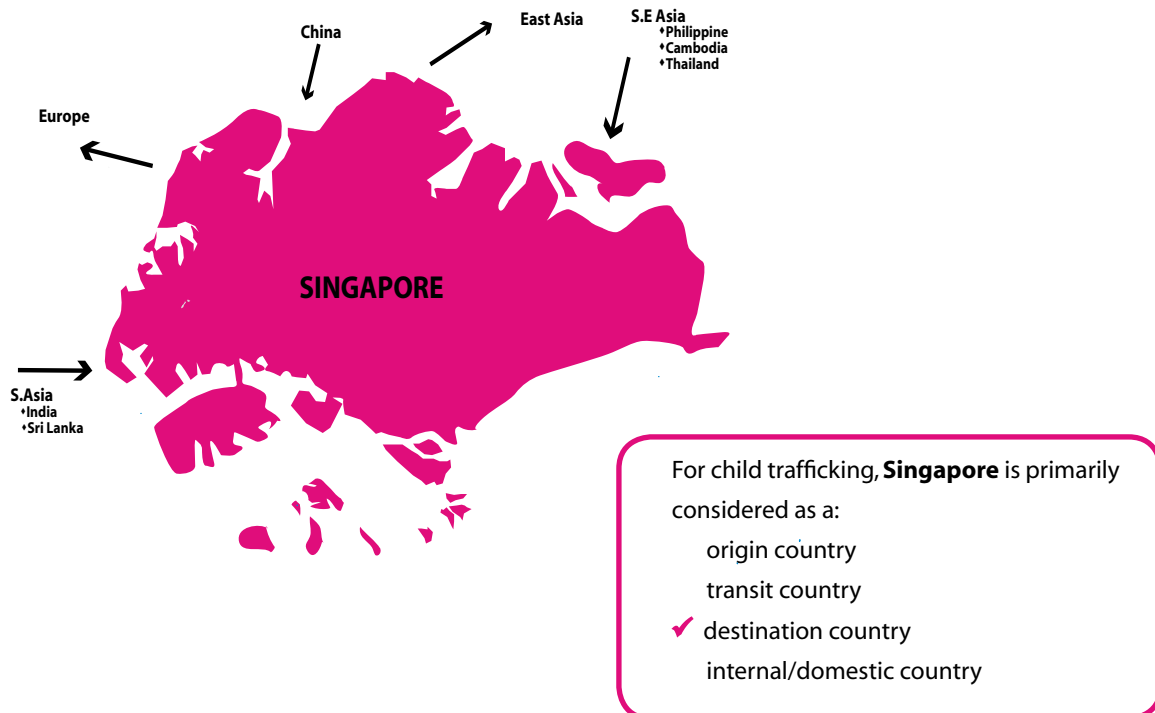 China
East Asia
S.E Asia
♦Philippine
♦Cambodia
♦Thailand
Europe
SINGAPORE
S.Asia
♦India
♦Sri Lanka
For child trafficking, Singapore is primarily
considered as a:
origin country
transit country
✓ destination country
internal/domestic country